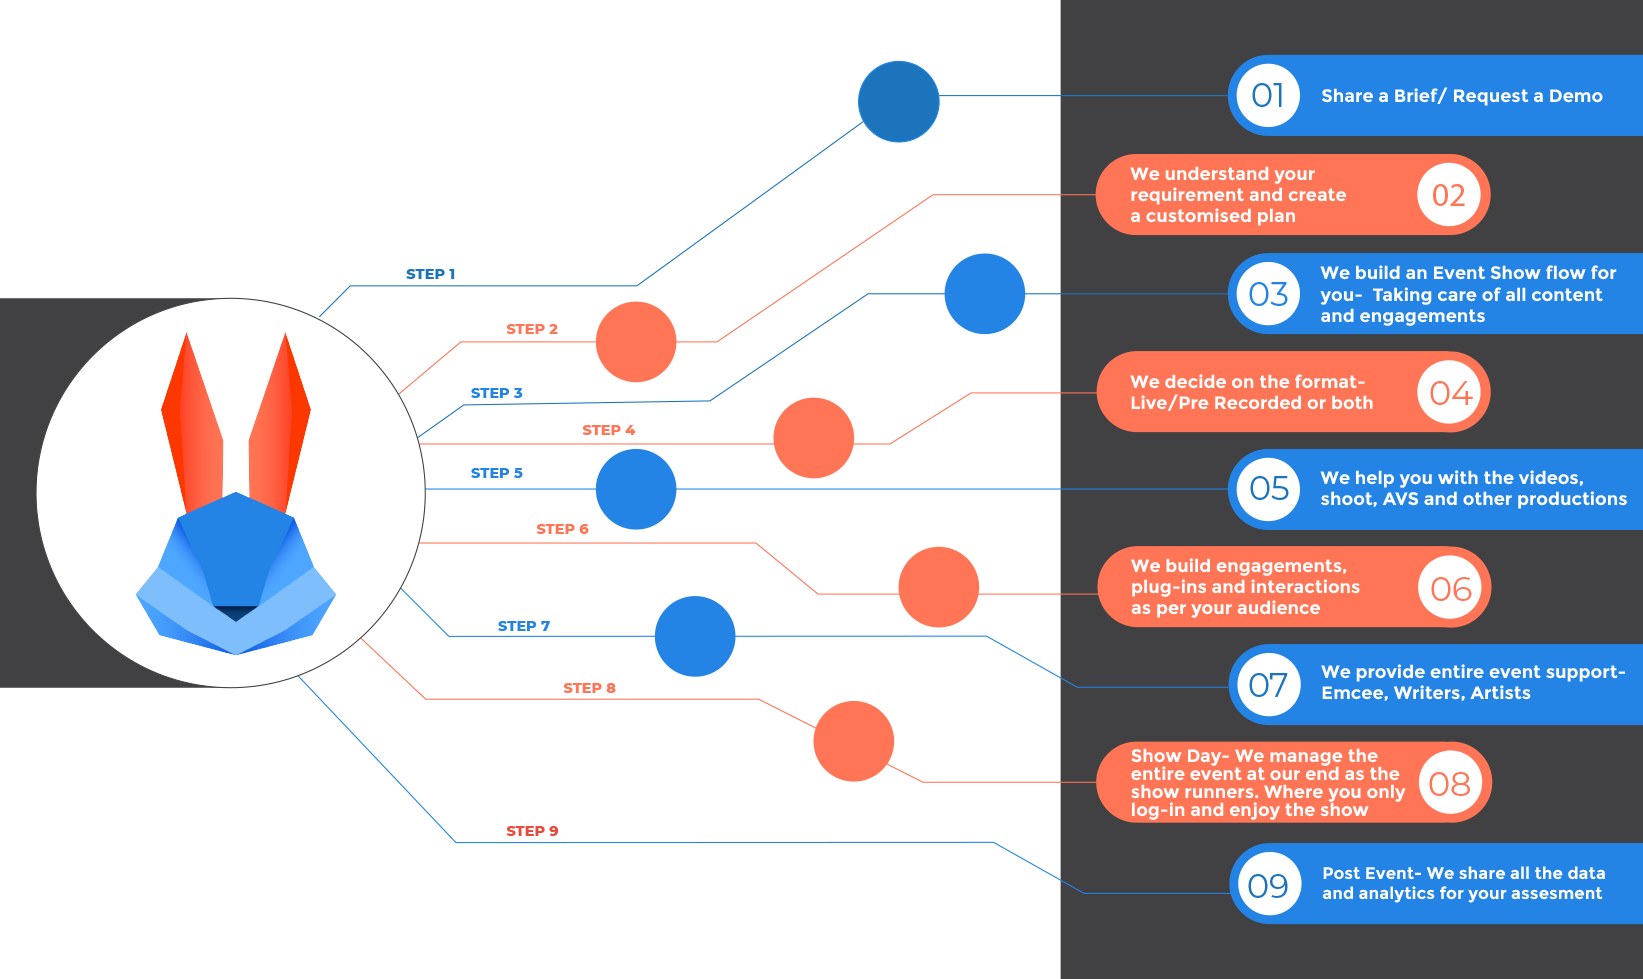 STEP 1
STEP 2
STEP 3
STEP 4
STEP 5
STEP 6
STEP 7
STEP 8
STEP 9
01
Share a Brief/ Request a Demo
We understand your
requirement and create
a customised plan
02
03
We build an Event Show flow for
you- Taking care of all content
and engagements
We decide on the format-
Live/Pre Recorded or both
04
05
We help you with the videos,
shoot, AVS and other productions
We build engagements,
plug-ins and interactions
as per your audience
06
07
We provide entire event support-
Emcee, Writers, Artists
Show Day- We manage the
entire event at our end as the
show runners. Where you only
log-in and enjoy the show
08
09
Post Event- We share all the data
and analytics for your assesment